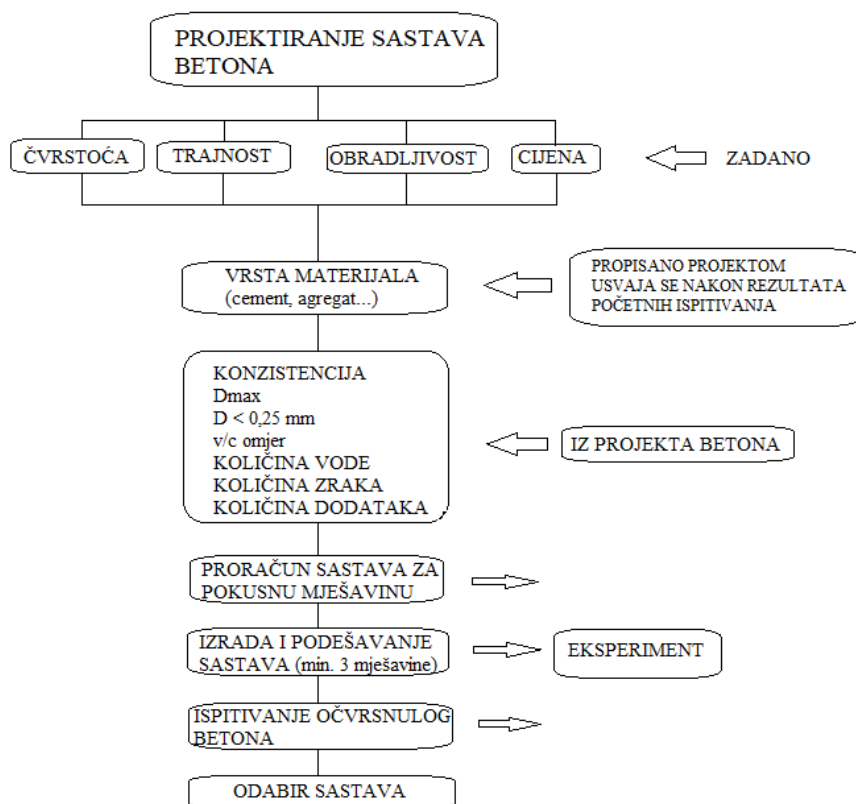 PROJEKTIRANJE SASTAVA
BETONA
ČVRSTOĆA
TRAJNOST
OBRADLJIVOST
CIJENA
ZADANO
VRSTA MATERIJALA
(cement, agregat...)
PROPISANO PROJEKTOM
USVAJA SE NAKON REZULTATA
POČETNIH ISPITIVANJA
KONZISTENCIJA
Dmax
D < 0,25 mm
v/c omjer
KOLIČINA VODE
KOLIČINA ZRAKA
KOLIČINA DODATAKA
IZ PROJEKTA BETONA
PRORAČUN SASTAVA ZA
POKUSNU MJEŠAVINU
IZRADA I PODEŠAVANJE
SASTAVA (min. 3 mješavine)
EKSPERIMENT
ISPITIVANJE OČVRSNULOG
BETONA
ODABIR SASTAVA